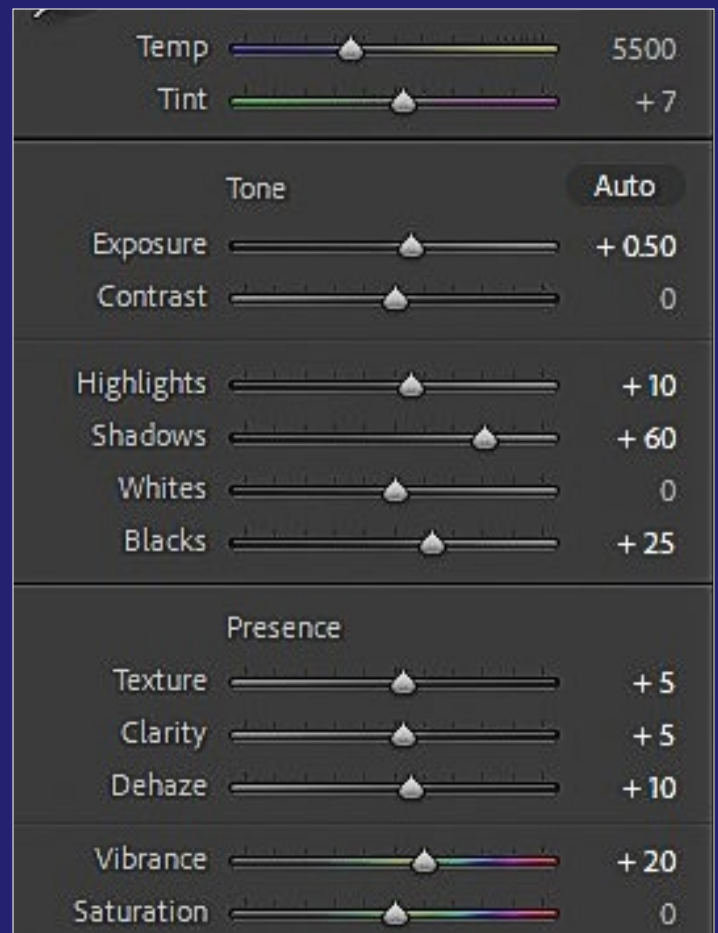 Temp 5500
Tint + 7
Tone Auto
Exposure + 0.50
Contrast 0
Highlights + 10
Shadows + 60
Whites 0
Blacks + 25
Presence
Texture + 5
Clarity + 5
Dehaze + 10
Vibrance + 20
Saturation 0